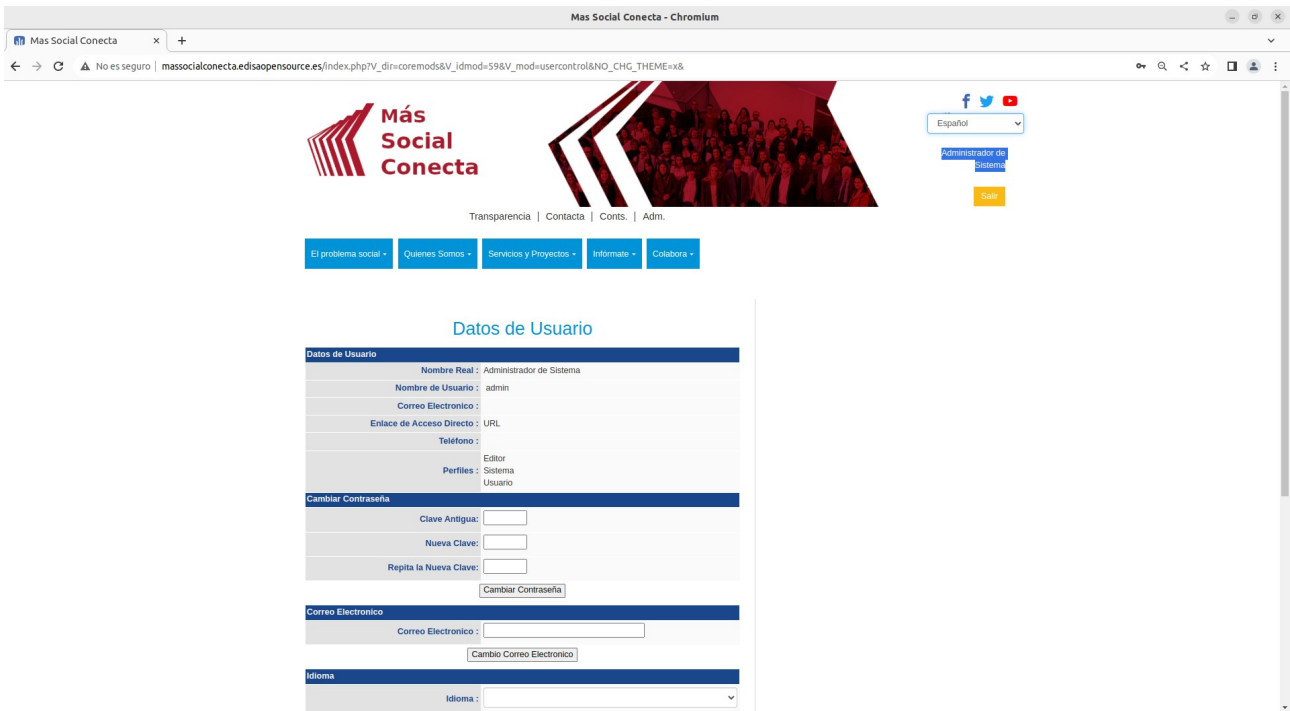 Mas Social Conecta - Chromium
Mas Social Conecta
No es seguro | massocialconecta.edisaopensource.es/index.php?V_dir=coremods&V_idmod=59&V_mod=usercontrol&NO_CHG_THEME=x&
Más
Social
Conecta
Español
Administrador de
Sistema
Salir
Transparencia | Contacta | Conts. | Adm.
El problema social Quienes Somos Servicios y Proyectos Infórmate Colabora
Datos de Usuario
Datos de Usuario
Nombre Real : Administrador de Sistema
Nombre de Usuario : admin
Correo Electronico :
Enlace de Acceso Directo : URL
Teléfono :
Perfiles : Editor
Sistema
Usuario
Cambiar Contraseña
Clave Antigua:
Nueva Clave:
Repita la Nueva Clave:
Cambiar Contraseña
Correo Electronico
Correo Electronico :
Cambio Correo Electronico
Idioma
Idioma :